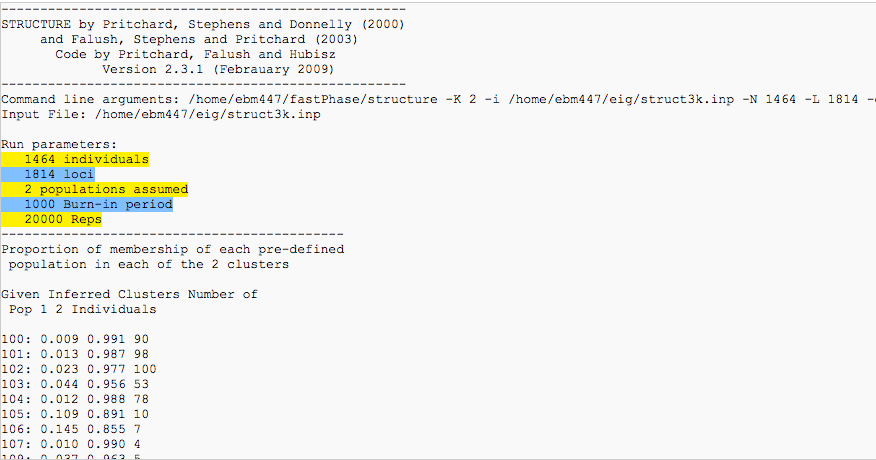 ----------------------------------------------------
STRUCTURE by Pritchard, Stephens and Donnelly (2000)
and Falush, Stephens and Pritchard (2003)
Code by Pritchard, Falush and Hubisz
Version 2.3.1 (Febrauary 2009)
----------------------------------------------------
Command line arguments: /home/ebm447/fastPhase/structure -K 2 -i /home/ebm447/eig/struct3k.inp -N 1464 -L 1814
Input File: /home/ebm447/eig/struct3k.inp
Run parameters:
1464 individuals
1814 loci
2 populations assumed
1000 Burn-in period
20000 Reps
--------------------------------------------
Proportion of membership of each pre-defined
population in each of the 2 clusters
Given Inferred Clusters Number of
Pop 1 2 Individuals
100: 0.009 0.991 90
101: 0.013 0.987 98
102: 0.023 0.977 100
103: 0.044 0.956 53
104: 0.012 0.988 78
105: 0.109 0.891 10
106: 0.145 0.855 7
107: 0.010 0.990 4